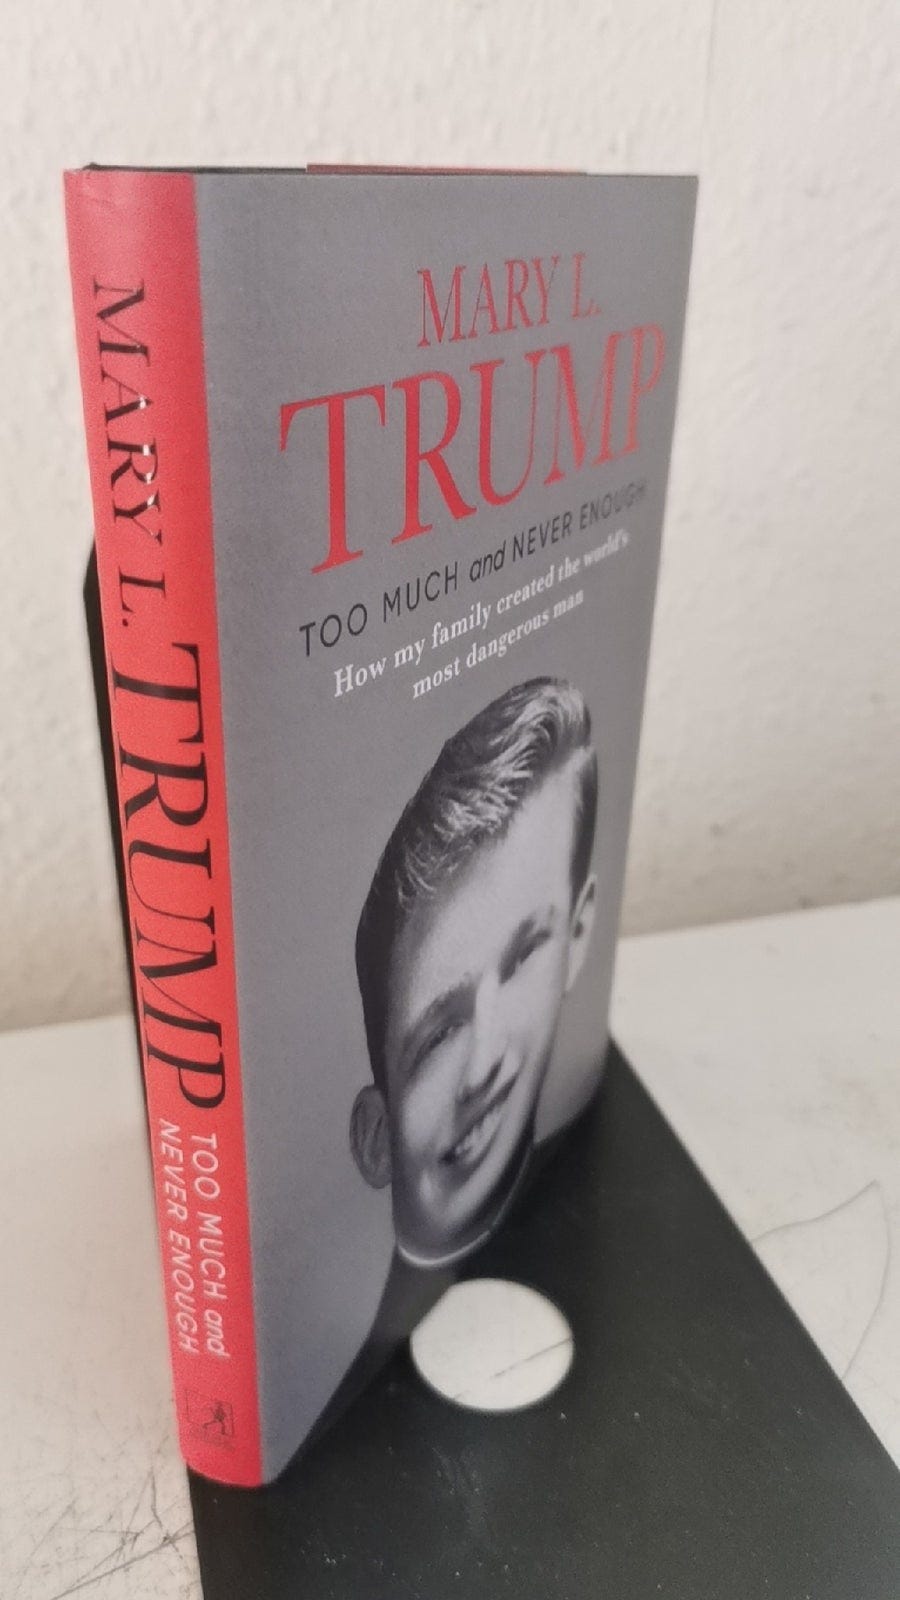 MARY L. TRUMP
TOO MUCH and
NEVER ENOUGH
MARY L.
TRUMP
TOO MUCH and NEVER ENOUGH
How my family created the world's
most dangerous man